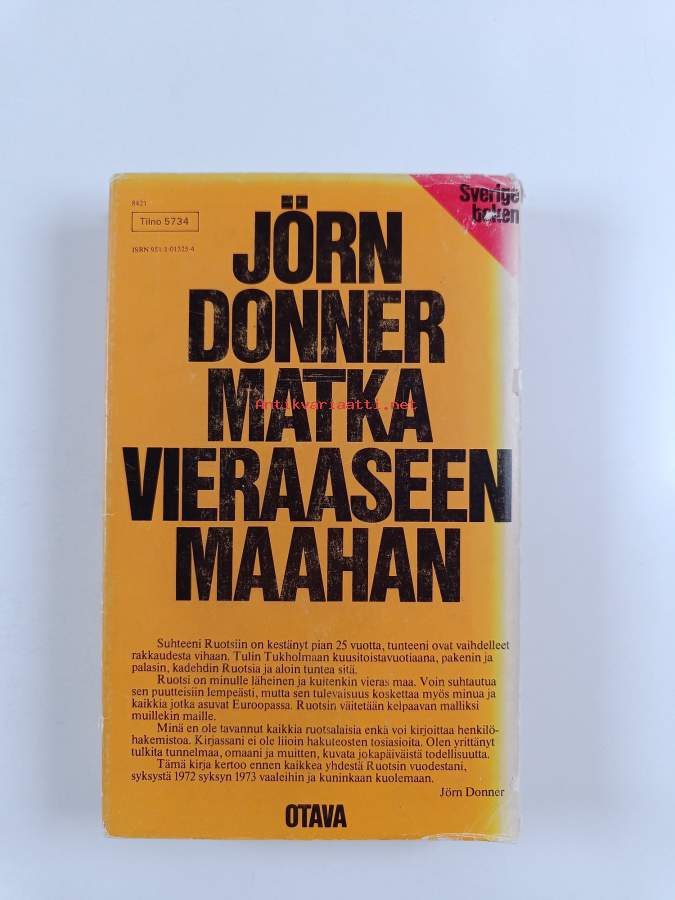 8421
Tilno 5734
ISBN 951-1-01325-4
Sverige
boken
JÖRN
DONNER
MATKA
Antikvariaatti.net
VIERAASEEN
MAAHAN
Suhteeni Ruotsiin on kestänyt pian 25 vuotta, tunteeni ovat vaihdelleet
rakkaudesta vihaan. Tulin Tukholmaan kuusitoistavuotiaana, pakenin ja
palasin, kadehdin Ruotsia ja aloin tuntea sitä.
Ruotsi on minulle läheinen ja kuitenkin vieras maa. Voin suhtautua
sen puutteisiin lempeästi, mutta sen tulevaisuus koskettaa myös minua ja
kaikkia jotka asuvat Euroopassa. Ruotsin väitetään kelpaavan malliksi
muillekin maille.
Minä en ole tavannut kaikkia ruotsalaisia enkä voi kirjoittaa henkilö-
hakemistoa. Kirjassani ei ole liioin hakuteosten tosiasioita. Olen yrittänyt
tulkita tunnelmaa, omaani ja muitten, kuvata jokapäiväistä todellisuutta.
Tämä kirja kertoo ennen kaikkea yhdestä Ruotsin vuodestani,
syksystä 1972 syksyn 1973 vaaleihin ja kuninkaan kuolemaan.
Jörn Donner
OTAVA